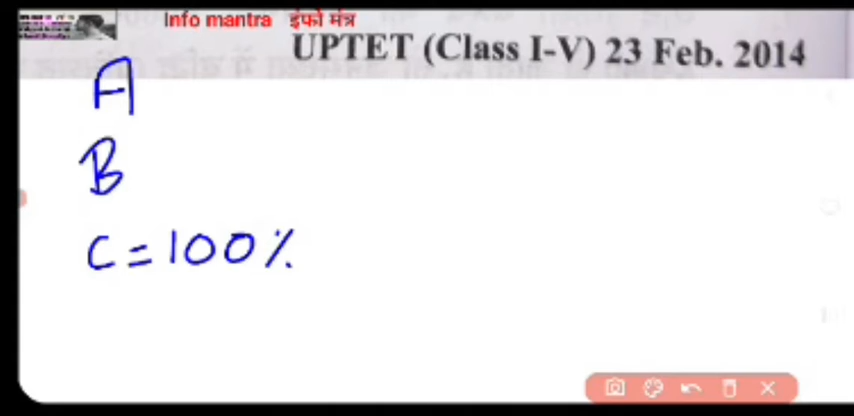 Info mantra इंफो मंत्र
UPTET (Class I-V) 23 Feb. 2014
A
B
C = 100%